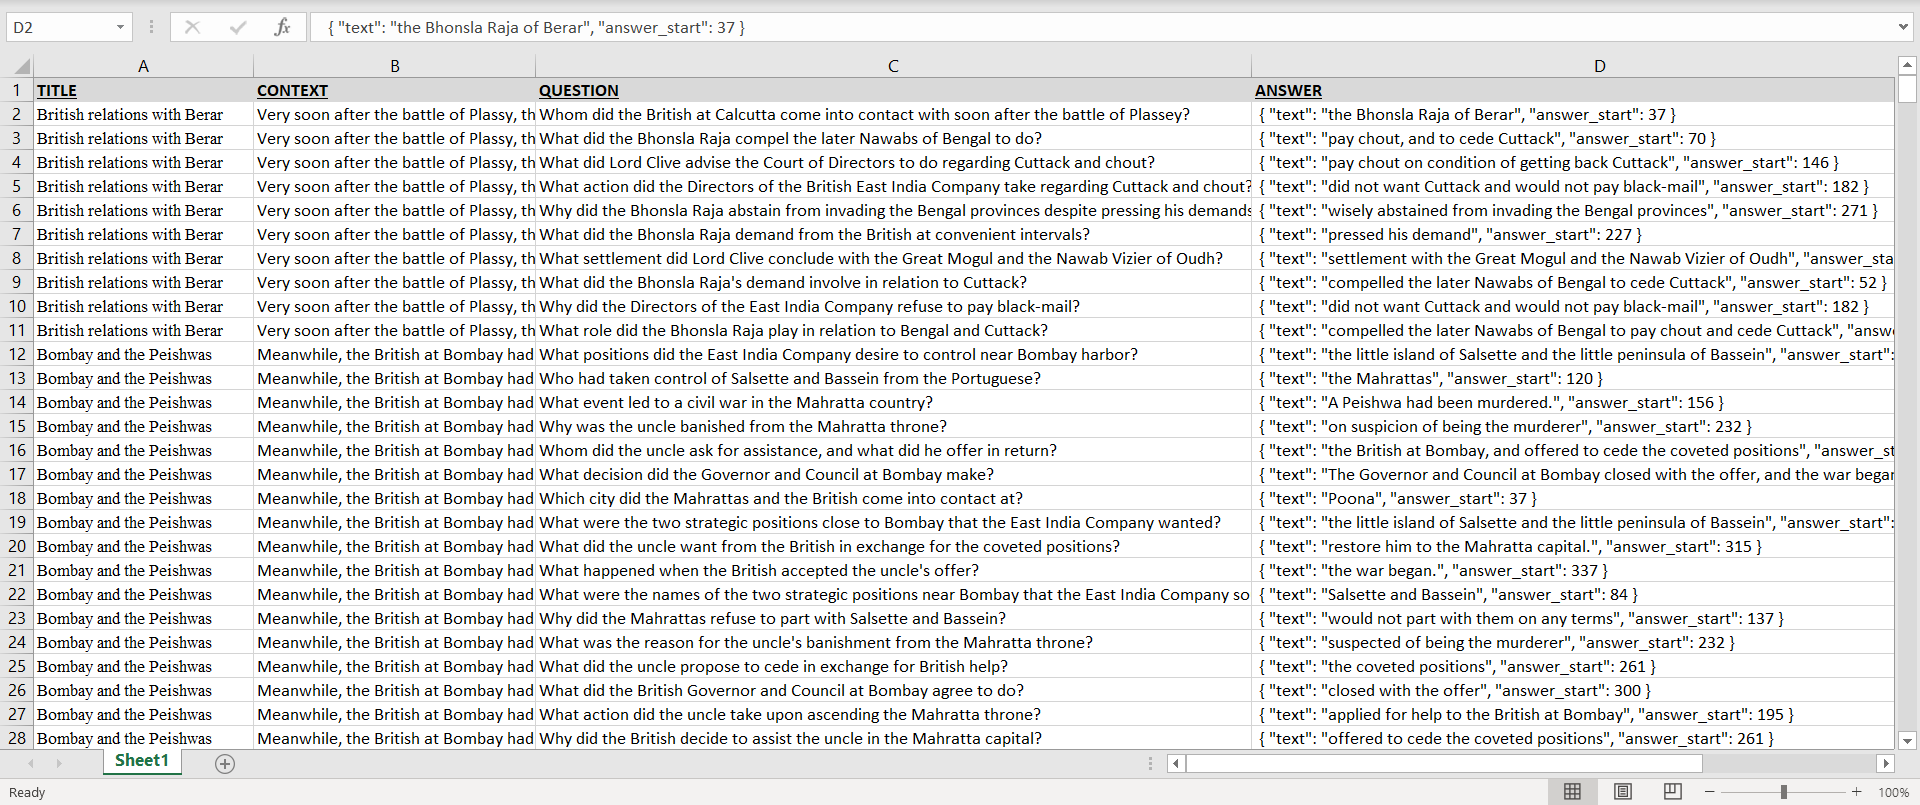 D2 { "text": "the Bhonsla Raja of Berar", "answer_start": 37 }
A B C D
1 TITLE CONTEXT QUESTION ANSWER
2 British relations with Berar Very soon after the battle of Plassy, th Whom did the British at Calcutta come into contact with soon after the battle of Plassey? { "text": "the Bhonsla Raja of Berar", "answer_start": 37 }
3 British relations with Berar Very soon after the battle of Plassy, th What did the Bhonsla Raja compel the later Nawabs of Bengal to do? { "text": "pay chout, and to cede Cuttack", "answer_start": 70 }
4 British relations with Berar Very soon after the battle of Plassy, th What did Lord Clive advise the Court of Directors to do regarding Cuttack and chout? { "text": "pay chout on condition of getting back Cuttack", "answer_start": 146 }
5 British relations with Berar Very soon after the battle of Plassy, th What action did the Directors of the British East India Company take regarding Cuttack and chout? { "text": "did not want Cuttack and would not pay black-mail", "answer_start": 182 }
6 British relations with Berar Very soon after the battle of Plassy, th Why did the Bhonsla Raja abstain from invading the Bengal provinces despite pressing his demands { "text": "wisely abstained from invading the Bengal provinces", "answer_start": 271 }
7 British relations with Berar Very soon after the battle of Plassy, th What did the Bhonsla Raja demand from the British at convenient intervals? { "text": "pressed his demand", "answer_start": 227 }
8 British relations with Berar Very soon after the battle of Plassy, th What settlement did Lord Clive conclude with the Great Mogul and the Nawab Vizier of Oudh? { "text": "settlement with the Great Mogul and the Nawab Vizier of Oudh", "answer_sta
9 British relations with Berar Very soon after the battle of Plassy, th What did the Bhonsla Raja's demand involve in relation to Cuttack? { "text": "compelled the later Nawabs of Bengal to cede Cuttack", "answer_start": 52 }
10 British relations with Berar Very soon after the battle of Plassy, th Why did the Directors of the East India Company refuse to pay black-mail? { "text": "did not want Cuttack and would not pay black-mail", "answer_start": 182 }
11 British relations with Berar Very soon after the battle of Plassy, th What role did the Bhonsla Raja play in relation to Bengal and Cuttack? { "text": "compelled the later Nawabs of Bengal to pay chout and cede Cuttack", "answ
12 Bombay and the Peishwas Meanwhile, the British at Bombay had What positions did the East India Company desire to control near Bombay harbor? { "text": "the little island of Salsette and the little peninsula of Bassein", "answer_start":
13 Bombay and the Peishwas Meanwhile, the British at Bombay had Who had taken control of Salsette and Bassein from the Portuguese? { "text": "the Mahrattas", "answer_start": 120 }
14 Bombay and the Peishwas Meanwhile, the British at Bombay had What event led to a civil war in the Mahratta country? { "text": "A Peishwa had been murdered.", "answer_start": 156 }
15 Bombay and the Peishwas Meanwhile, the British at Bombay had Why was the uncle banished from the Mahratta throne? { "text": "on suspicion of being the murderer", "answer_start": 232 }
16 Bombay and the Peishwas Meanwhile, the British at Bombay had Whom did the uncle ask for assistance, and what did he offer in return? { "text": "the British at Bombay, and offered to cede the coveted positions", "answer_st
17 Bombay and the Peishwas Meanwhile, the British at Bombay had What decision did the Governor and Council at Bombay make? { "text": "The Governor and Council at Bombay closed with the offer, and the war began
18 Bombay and the Peishwas Meanwhile, the British at Bombay had Which city did the Mahrattas and the British come into contact at? { "text": "Poona", "answer_start": 37 }
19 Bombay and the Peishwas Meanwhile, the British at Bombay had What were the two strategic positions close to Bombay that the East India Company wanted? { "text": "the little island of Salsette and the little peninsula of Bassein", "answer_start":
20 Bombay and the Peishwas Meanwhile, the British at Bombay had What did the uncle want from the British in exchange for the coveted positions? { "text": "restore him to the Mahratta capital.", "answer_start": 315 }
21 Bombay and the Peishwas Meanwhile, the British at Bombay had What happened when the British accepted the uncle's offer? { "text": "the war began.", "answer_start": 337 }
22 Bombay and the Peishwas Meanwhile, the British at Bombay had What were the names of the two strategic positions near Bombay that the East India Company so { "text": "Salsette and Bassein", "answer_start": 84 }
23 Bombay and the Peishwas Meanwhile, the British at Bombay had Why did the Mahrattas refuse to part with Salsette and Bassein? { "text": "would not part with them on any terms", "answer_start": 137 }
24 Bombay and the Peishwas Meanwhile, the British at Bombay had What was the reason for the uncle's banishment from the Mahratta throne? { "text": "suspected of being the murderer", "answer_start": 232 }
25 Bombay and the Peishwas Meanwhile, the British at Bombay had What did the uncle propose to cede in exchange for British help? { "text": "the coveted positions", "answer_start": 261 }
26 Bombay and the Peishwas Meanwhile, the British at Bombay had What did the British Governor and Council at Bombay agree to do? { "text": "closed with the offer", "answer_start": 300 }
27 Bombay and the Peishwas Meanwhile, the British at Bombay had What action did the uncle take upon ascending the Mahratta throne? { "text": "applied for help to the British at Bombay", "answer_start": 195 }
28 Bombay and the Peishwas Meanwhile, the British at Bombay had Why did the British decide to assist the uncle in the Mahratta capital? { "text": "offered to cede the coveted positions", "answer_start": 261 }
Sheet1
Ready 100%